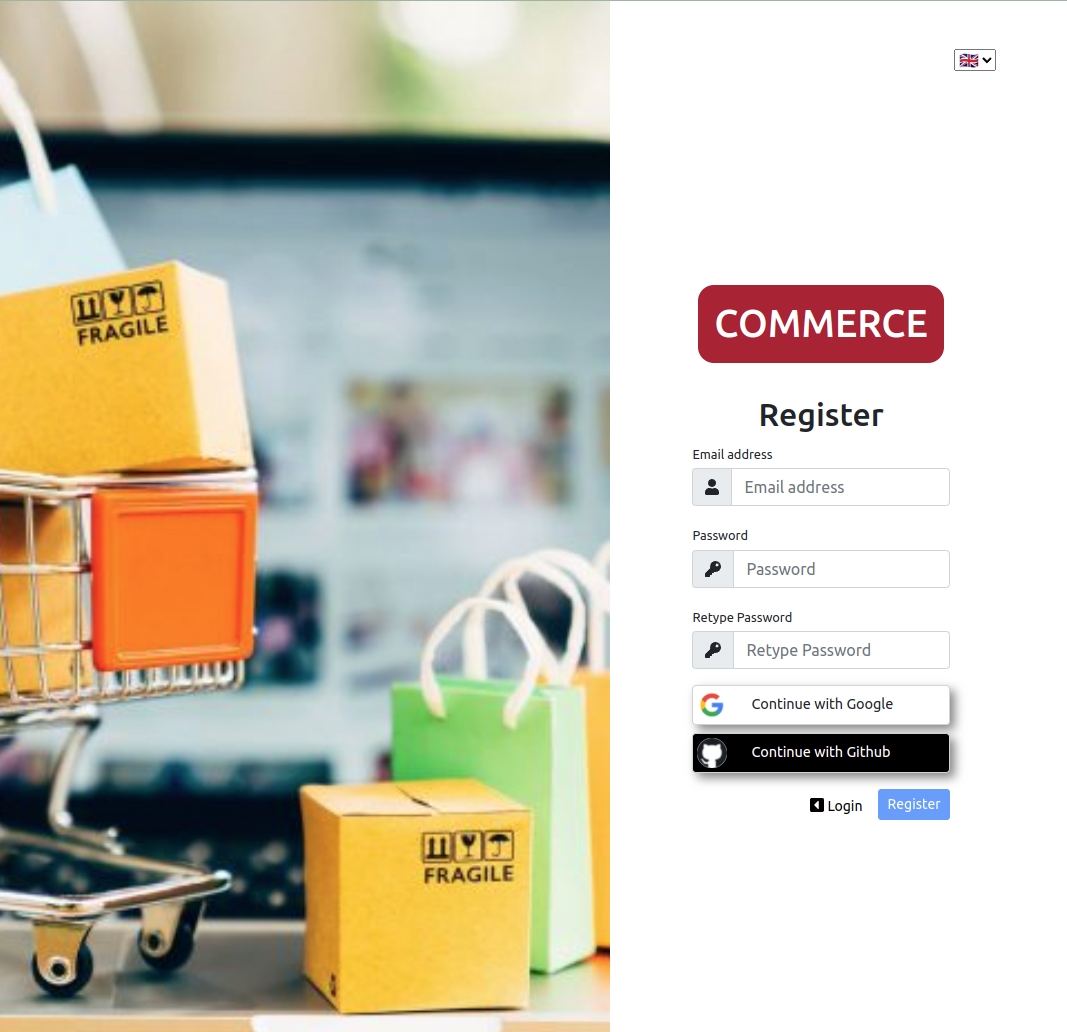 FRAGILE
FRAGILE
COMMERCE
Register
Email address
Email address
Password
Password
Retype Password
Retype Password
Continue with Google
Continue with Github
Login
Register